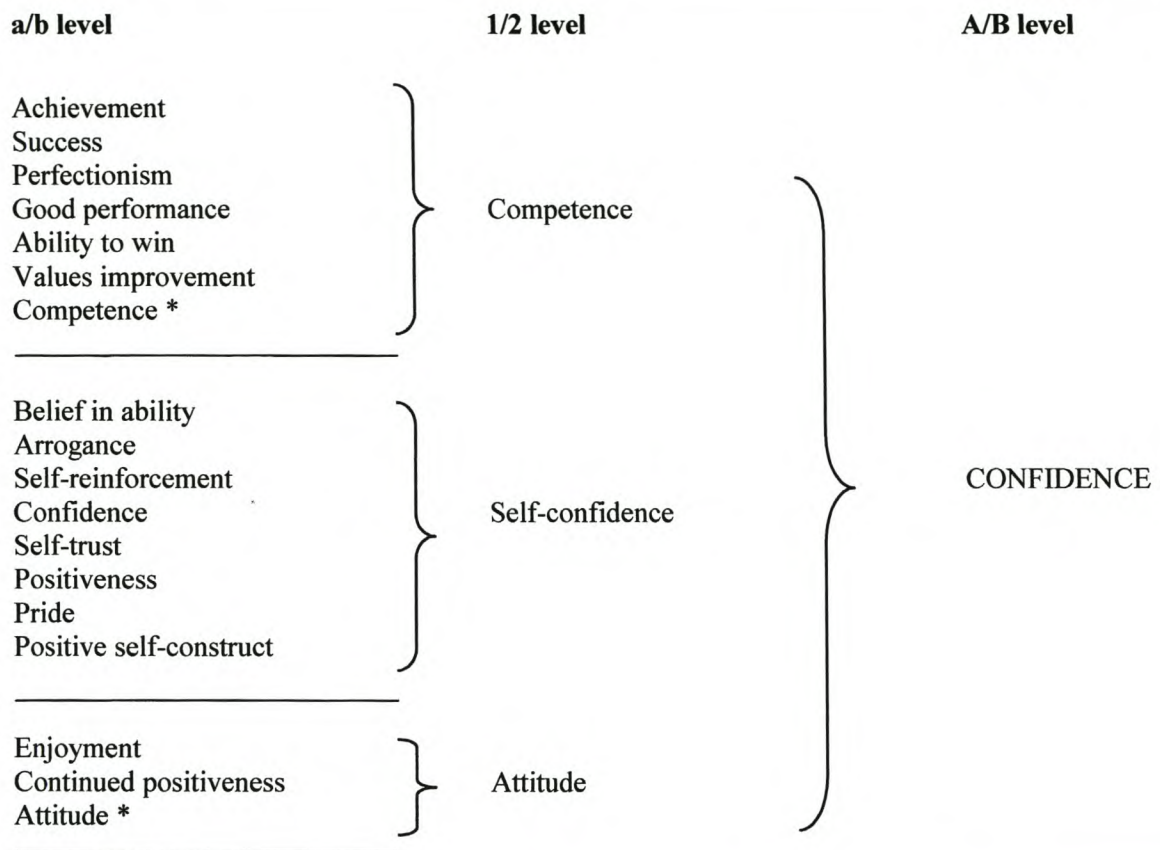 a/b level 1/2 level A/B level
Achievement
Success
Perfectionism
Good performance
Competence
Ability to win
Values improvement
Competence *
Belief in ability
Arrogance
Self-reinforcement
CONFIDENCE
Confidence
Self-confidence
Self-trust
Positiveness
Pride
Positive self-construct
Enjoyment
Continued positiveness
Attitude
Attitude *